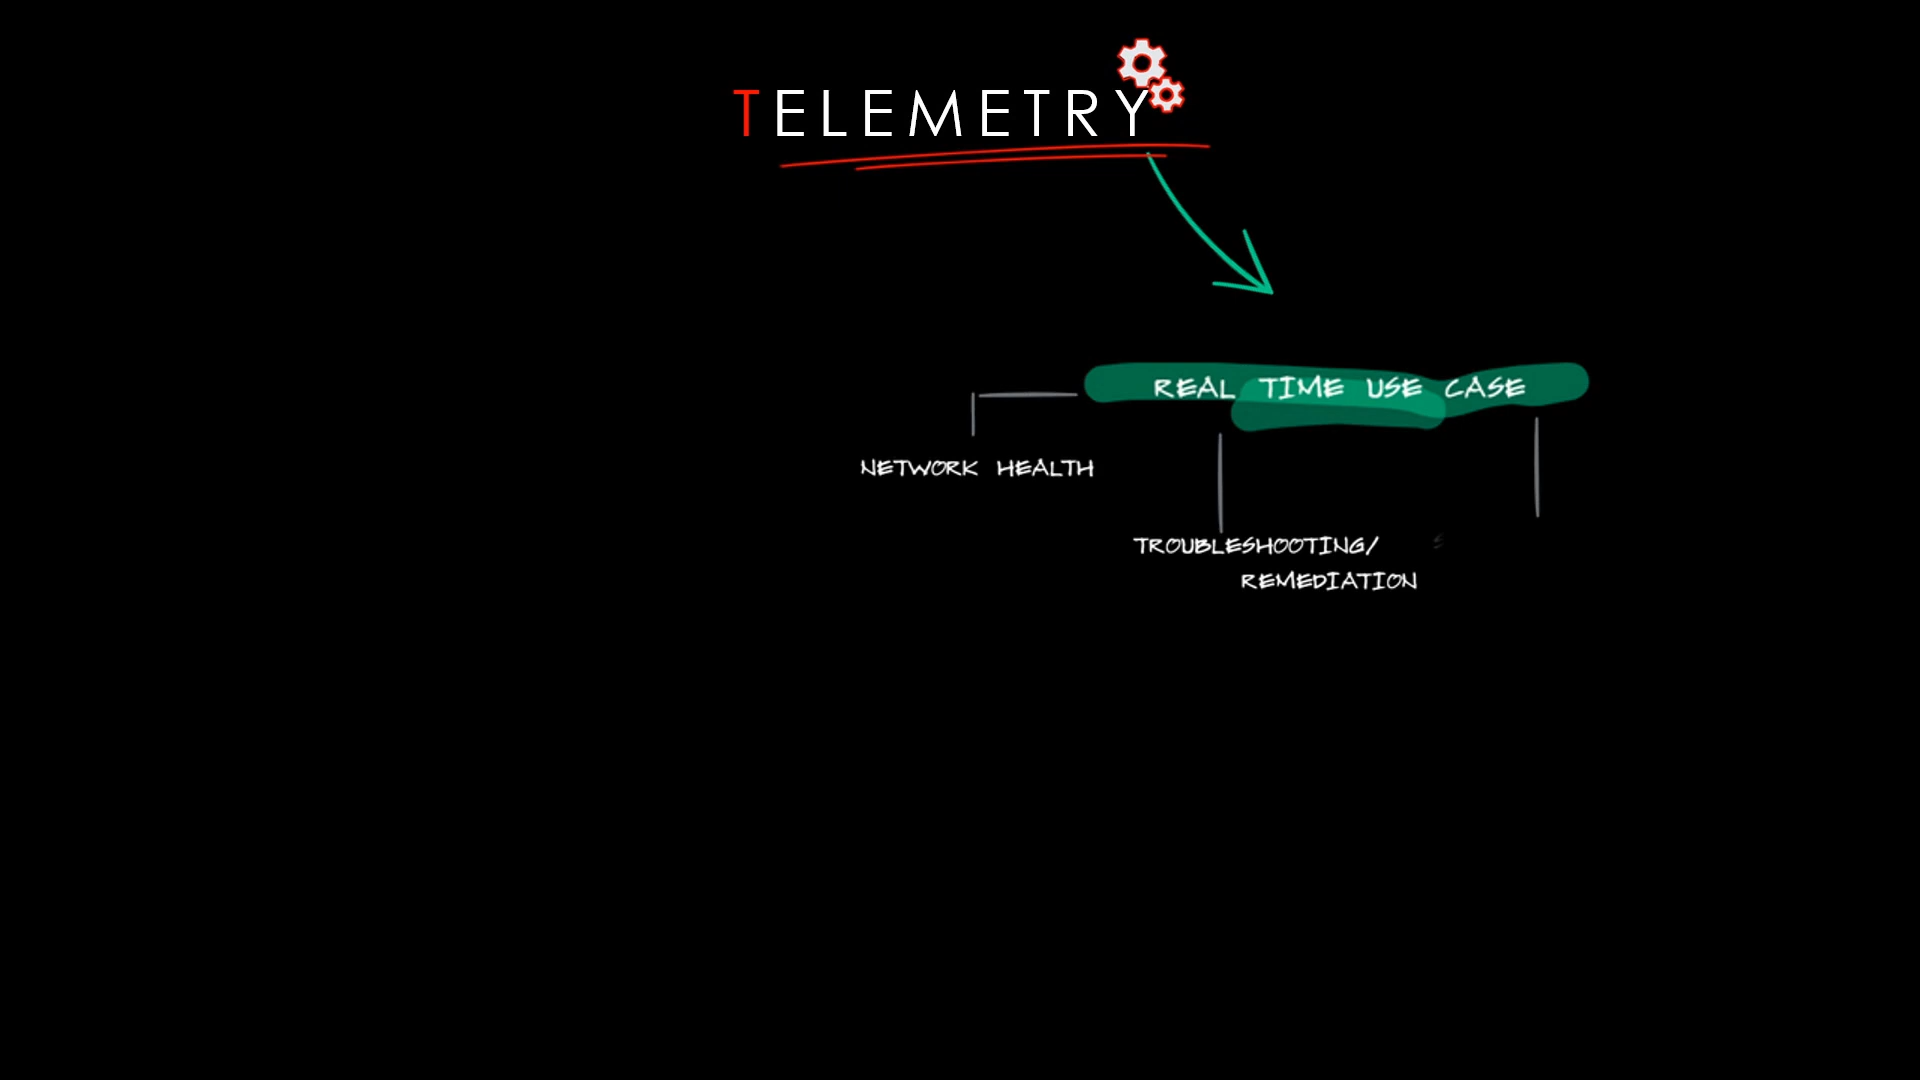 TELEMETRY
REAL TIME USE CASE
NETWORK HEALTH
TROUBLESHOOTING/
REMEDIATION